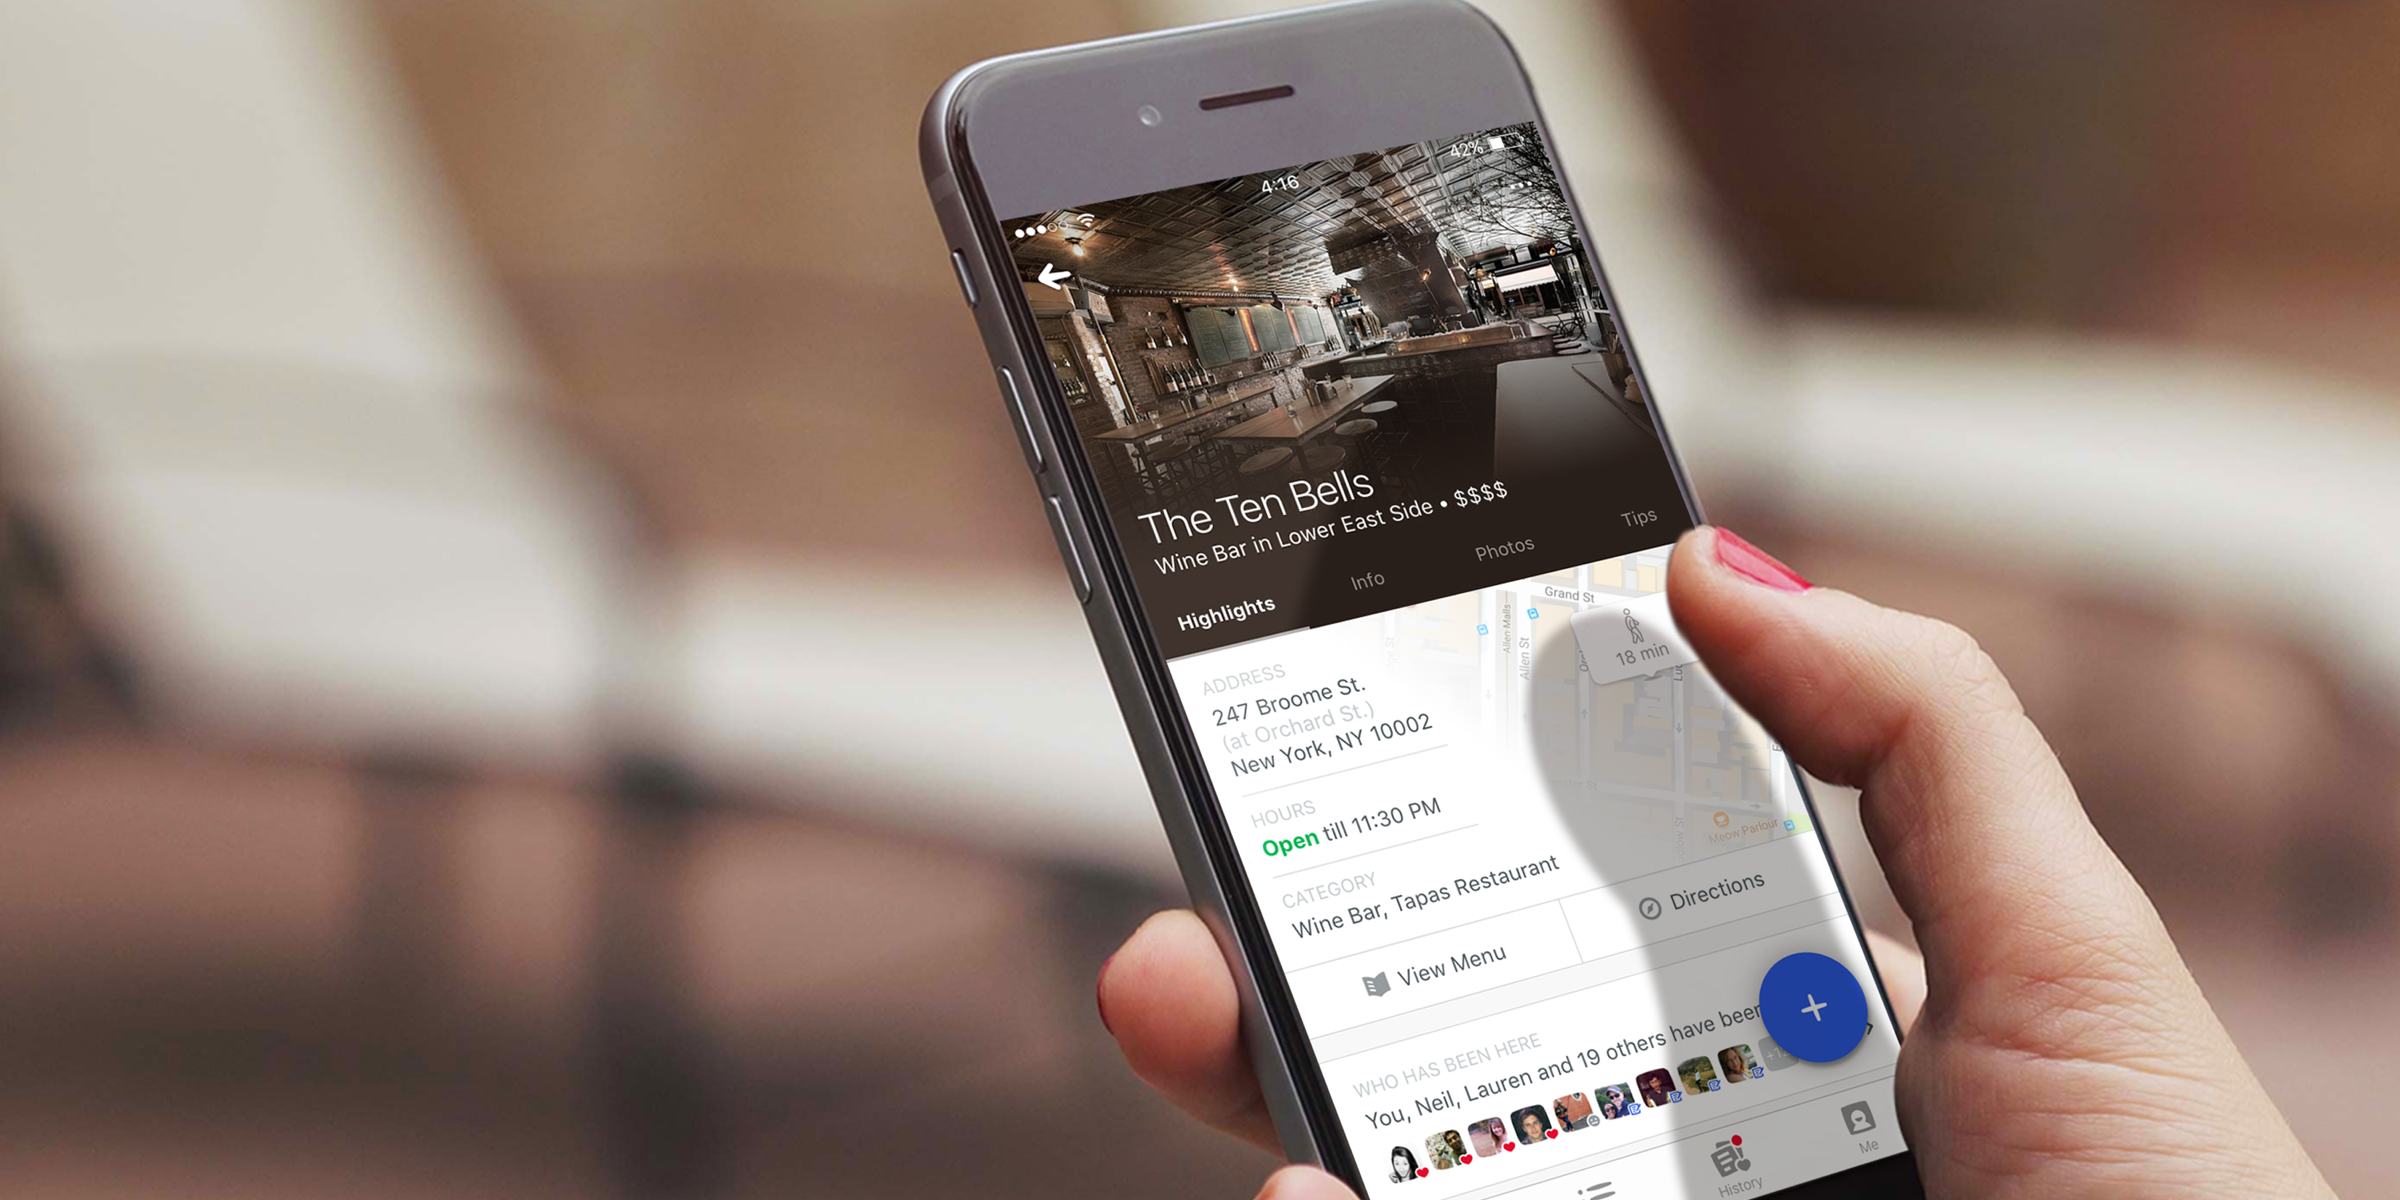 4:16
42%
The Ten Bells
Wine Bar in Lower East Side • $$$$
Highlights
Info
Photos
Tips
ADDRESS
247 Broome St.
(at Orchard St.)
New York, NY 10002
Grand St
Allen Malls
Allen St
18 min
Meow Parlour
HOURS
Open till 11:30 PM
CATEGORY
Wine Bar, Tapas Restaurant
View Menu
Directions
WHO HAS BEEN HERE
You, Neil, Lauren and 19 others have been
History
Me